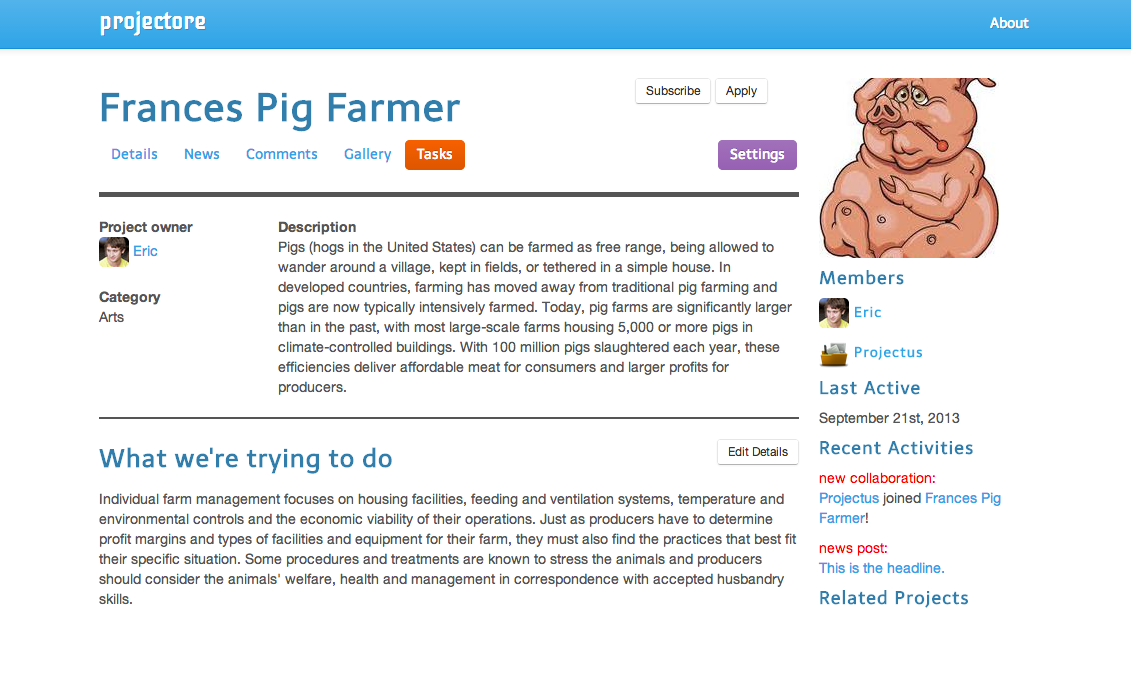 projectore
About
Frances Pig Farmer
Subscribe
Apply
Details
News
Comments
Gallery
Tasks
Settings
Project owner
Eric
Category
Arts
Description
Pigs (hogs in the United States) can be farmed as free range, being allowed to
wander around a village, kept in fields, or tethered in a simple house. In
developed countries, farming has moved away from traditional pig farming and
pigs are now typically intensively farmed. Today, pig farms are significantly larger
than in the past, with most large-scale farms housing 5,000 or more pigs in
climate-controlled buildings. With 100 million pigs slaughtered each year, these
efficiencies deliver affordable meat for consumers and larger profits for
producers.
What we're trying to do
Edit Details
Individual farm management focuses on housing facilities, feeding and ventilation systems, temperature and
environmental controls and the economic viability of their operations. Just as producers have to determine
profit margins and types of facilities and equipment for their farm, they must also find the practices that best fit
their specific situation. Some procedures and treatments are known to stress the animals and producers
should consider the animals' welfare, health and management in correspondence with accepted husbandry
skills.
Members
Eric
Projectus
Last Active
September 21st, 2013
Recent Activities
new collaboration:
Projectus joined Frances Pig
Farmer!
news post:
This is the headline.
Related Projects